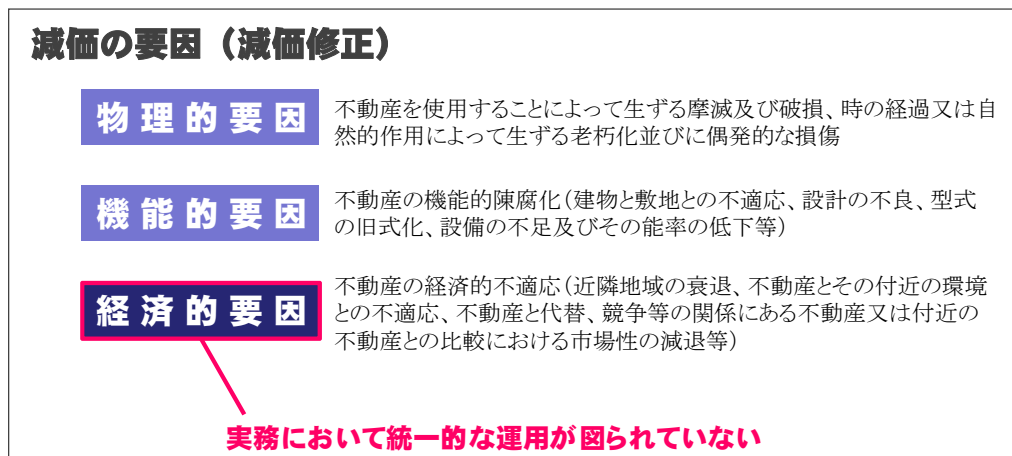 減価の要因（減価修正）
物理的要因
不動産を使用することによって生ずる摩滅及び破損、時の経過又は自
然的作用によって生ずる老朽化並びに偶発的な損傷
機能的要因
不動産の機能的陳腐化（建物と敷地との不適応、設計の不良、型式
の旧式化、設備の不足及びその能率の低下等）
経済的要因
不動産の経済的不適応（近隣地域の衰退、不動産とその付近の環境
との不適応、不動産と代替、競争等の関係にある不動産又は付近の
不動産との比較における市場性の減退等）
実務において統一的な運用が図られていない